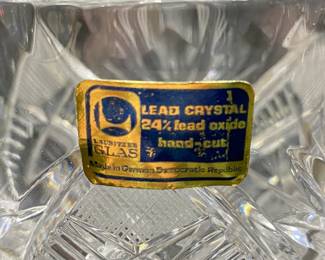 LEAD CRYSTAL
24% lead oxide
hand-cut
LAUSITZER
GLAS
Made in German Democratic Republic